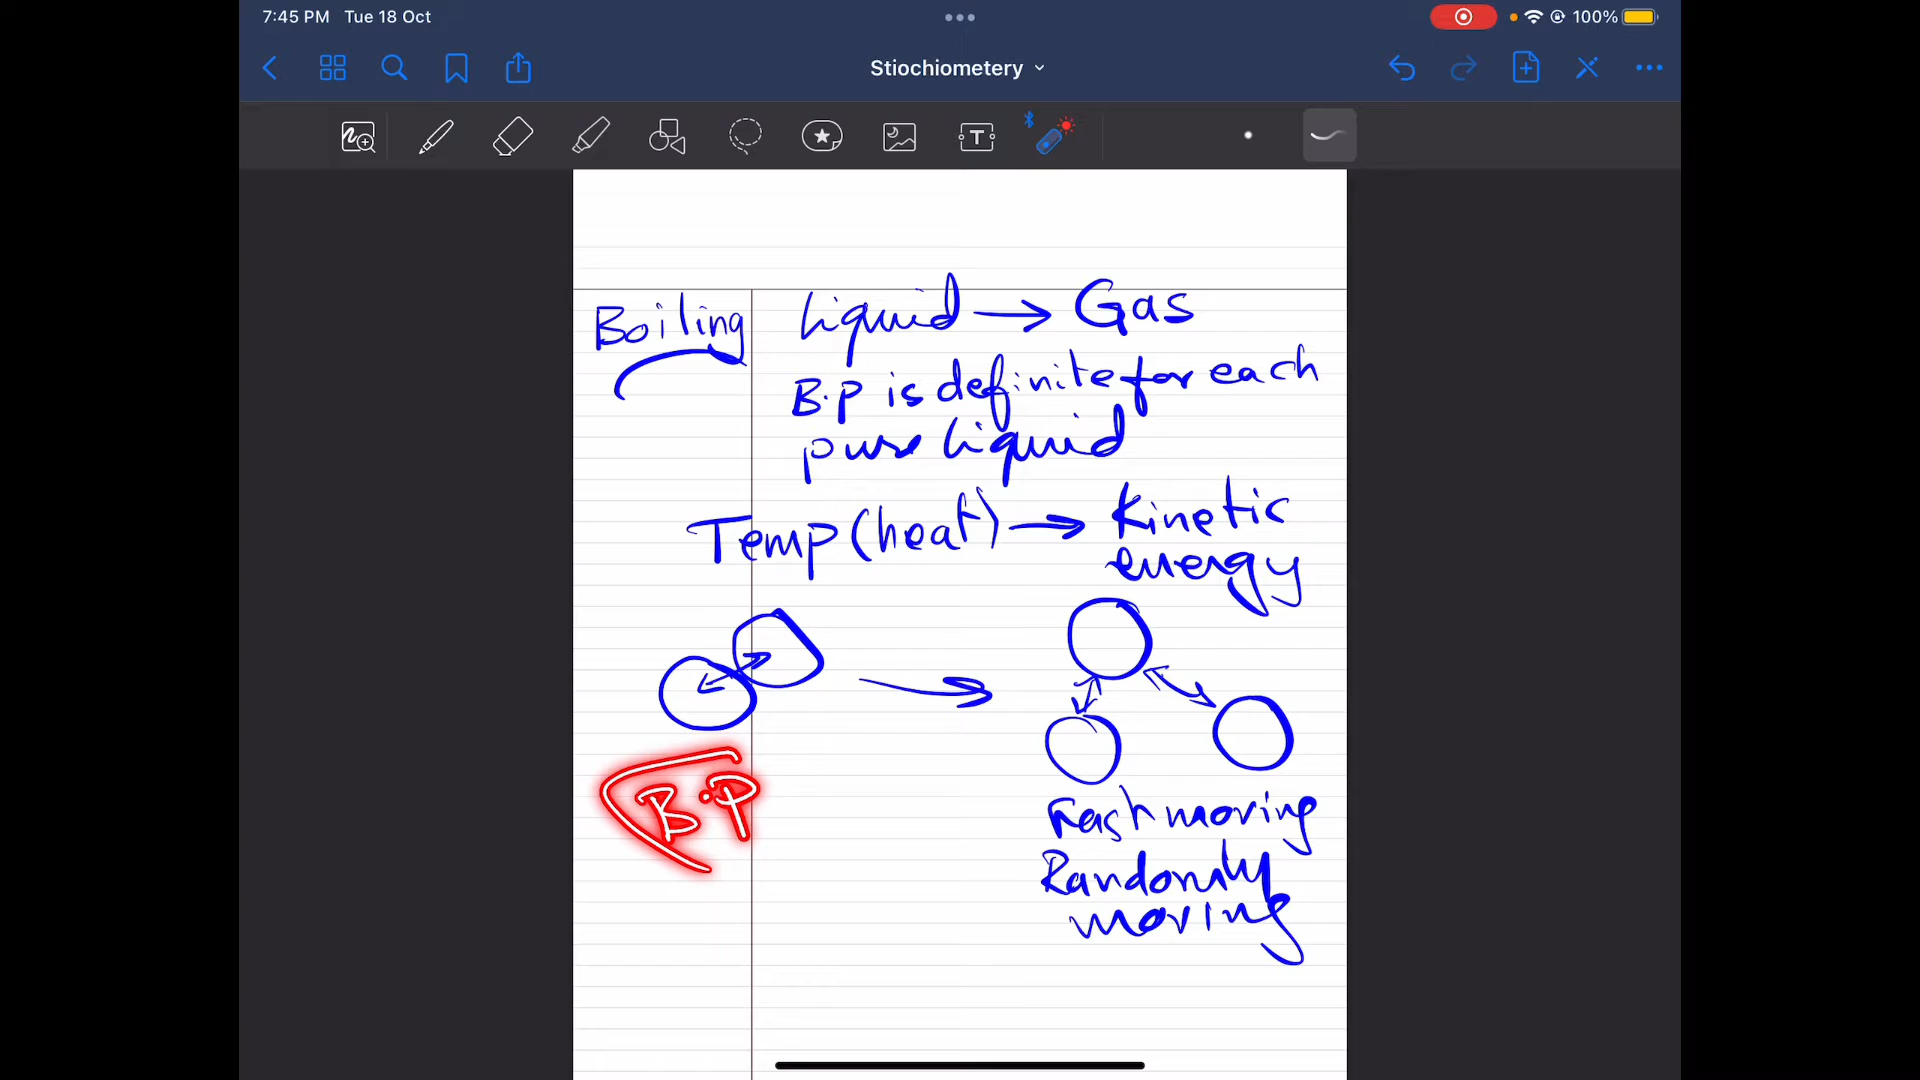 7:45 PM Tue 18 Oct
100%
Stiochiometery
T
Boiling Liquid → Gas
B.P is definite for each
pure liquid
Temp (heat) → Kinetic
energy
B.P
Fash moving
Randomly
moving